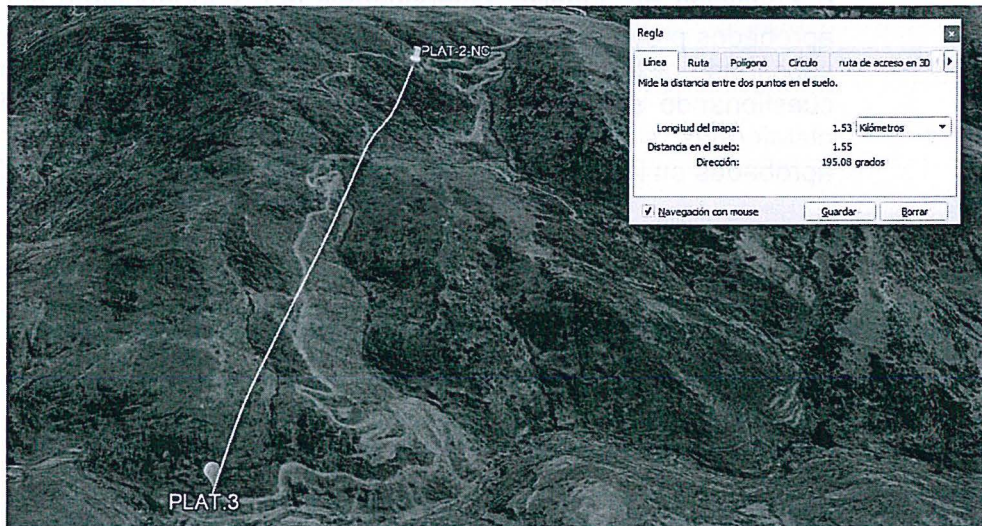 PLAT-2-NC
PLAT.3
Regla
Línea Ruta Polígono Círculo ruta de acceso en 3D
Mide la distancia entre dos puntos en el suelo.
Longitud del mapa: 1.53 Kilómetros
Distancia en el suelo: 1.55
Dirección: 195.08 grados
Navegación con mouse Guardar Borrar